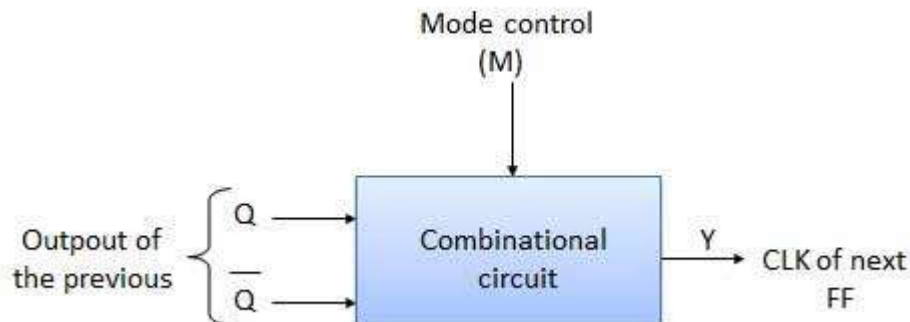 Mode control
(M)
Outpout of
the previous
Q
Q̅
Combinational
circuit
Y
CLK of next
FF